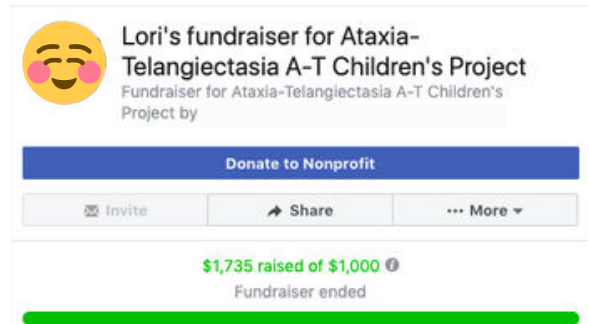 Lori's fundraiser for Ataxia-
Telangiectasia A-T Children's Project
Fundraiser for Ataxia-Telangiectasia A-T Children's
Project by
Donate to Nonprofit
Invite
Share
••• More
$1,735 raised of $1,000
Fundraiser ended